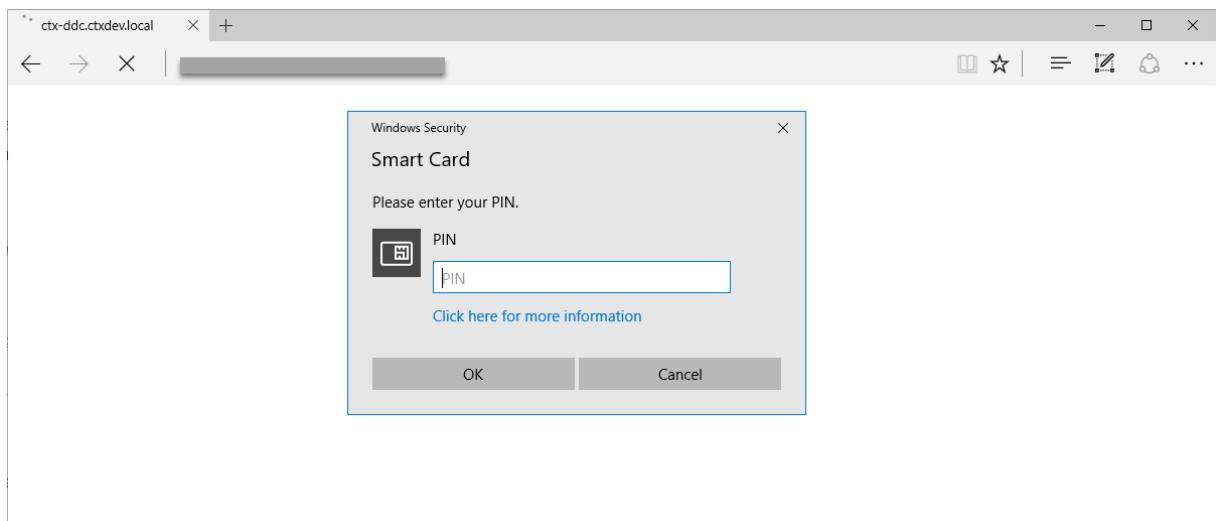 ctx-ddc.ctxdev.local
Windows Security
Smart Card
Please enter your PIN.
PIN
PIN
Click here for more information
OK
Cancel